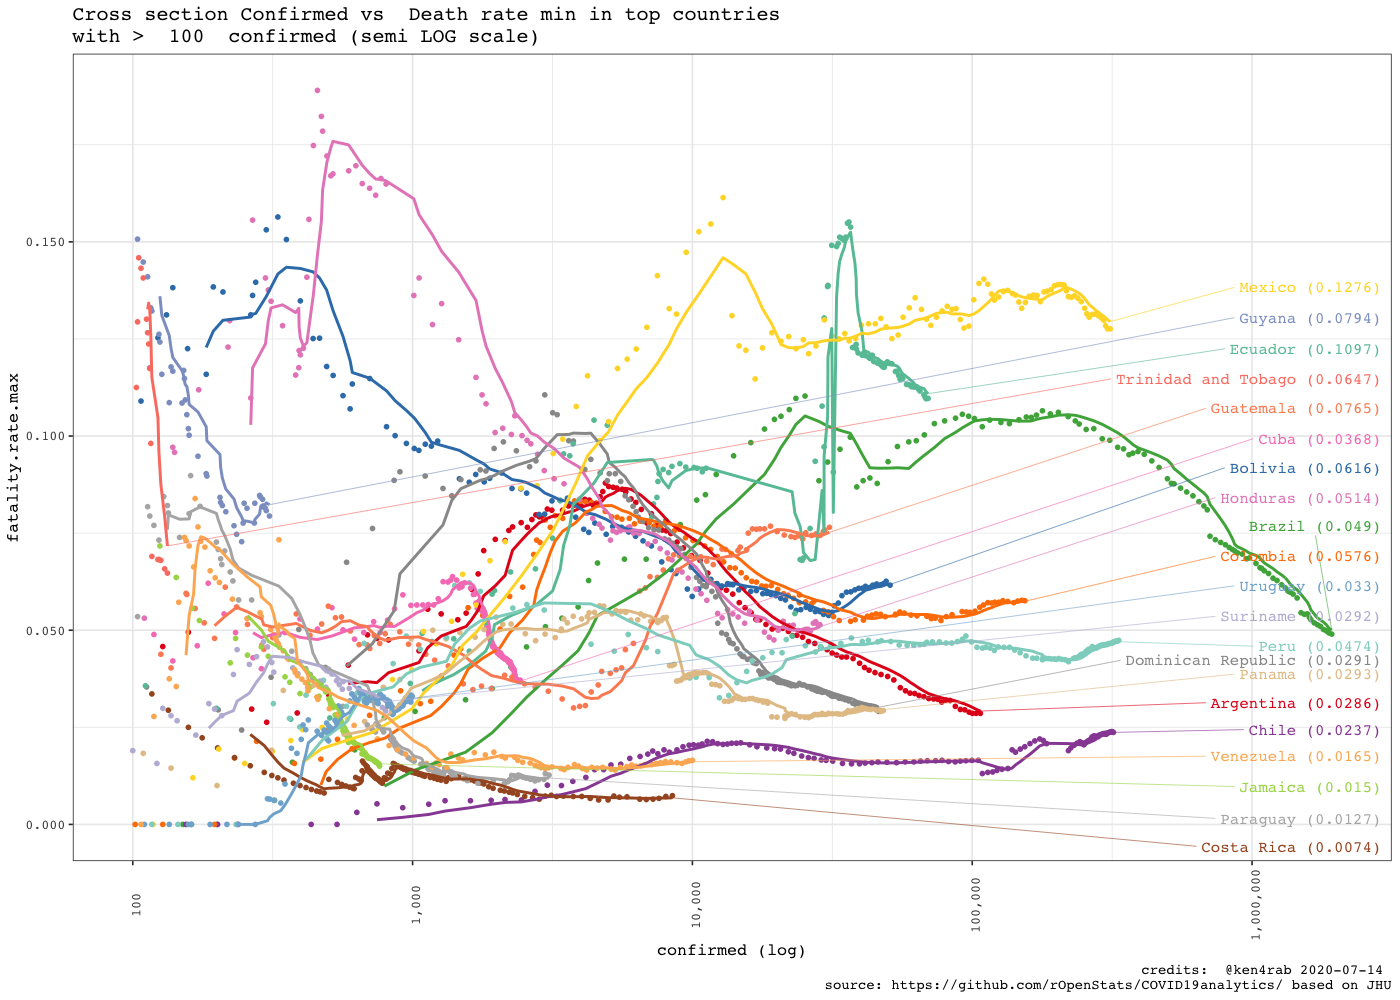 Cross section Confirmed vs  Death rate min in top countries
with >  100  confirmed (semi LOG scale)
fatality.rate.max
0.150
0.100
0.050
0.000
Mexico (0.1276)
Guyana (0.0794)
Ecuador (0.1097)
Trinidad and Tobago (0.0647)
Guatemala (0.0765)
Cuba (0.0368)
Bolivia (0.0616)
Honduras (0.0514)
Brazil (0.049)
Colombia (0.0576)
Uruguay (0.033)
Suriname (0.0292)
Peru (0.0474)
Dominican Republic (0.0291)
Panama (0.0293)
Argentina (0.0286)
Chile (0.0237)
Venezuela (0.0165)
Jamaica (0.015)
Paraguay (0.0127)
Costa Rica (0.0074)
100
1,000
10,000
100,000
1,000,000
confirmed (log)
credits:  @ken4rab 2020-07-14
source: https://github.com/rOpenStats/COVID19analytics/ based on JHU